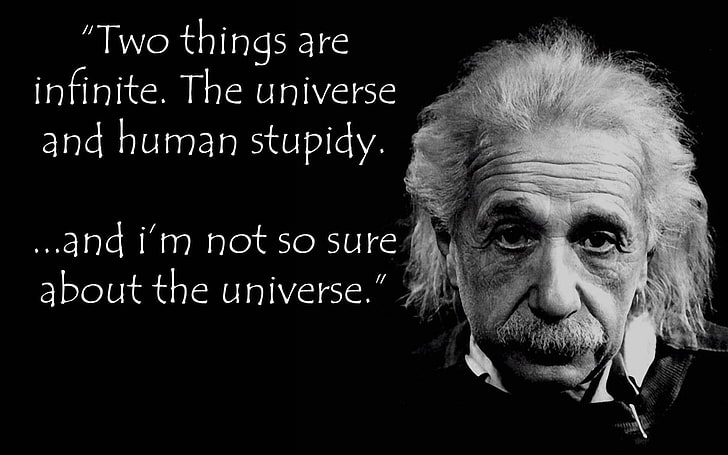 “Two things are
infinite. The universe
and human stupidy.
...and i’m not so sure
about the universe.”